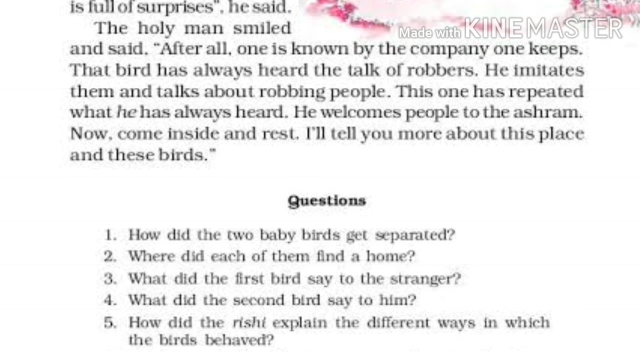 is full of surprises", he said.
Made with KINEMASTER
The holy man smiled
and said, "After all, one is known by the company one keeps.
That bird has always heard the talk of robbers. He imitates
them and talks about robbing people. This one has repeated
what he has always heard. He welcomes people to the ashram.
Now, come inside and rest. I'll tell you more about this place
and these birds."
Questions
1. How did the two baby birds get separated?
2. Where did each of them find a home?
3. What did the first bird say to the stranger?
4. What did the second bird say to him?
5. How did the rishi explain the different ways in which
the birds behaved?